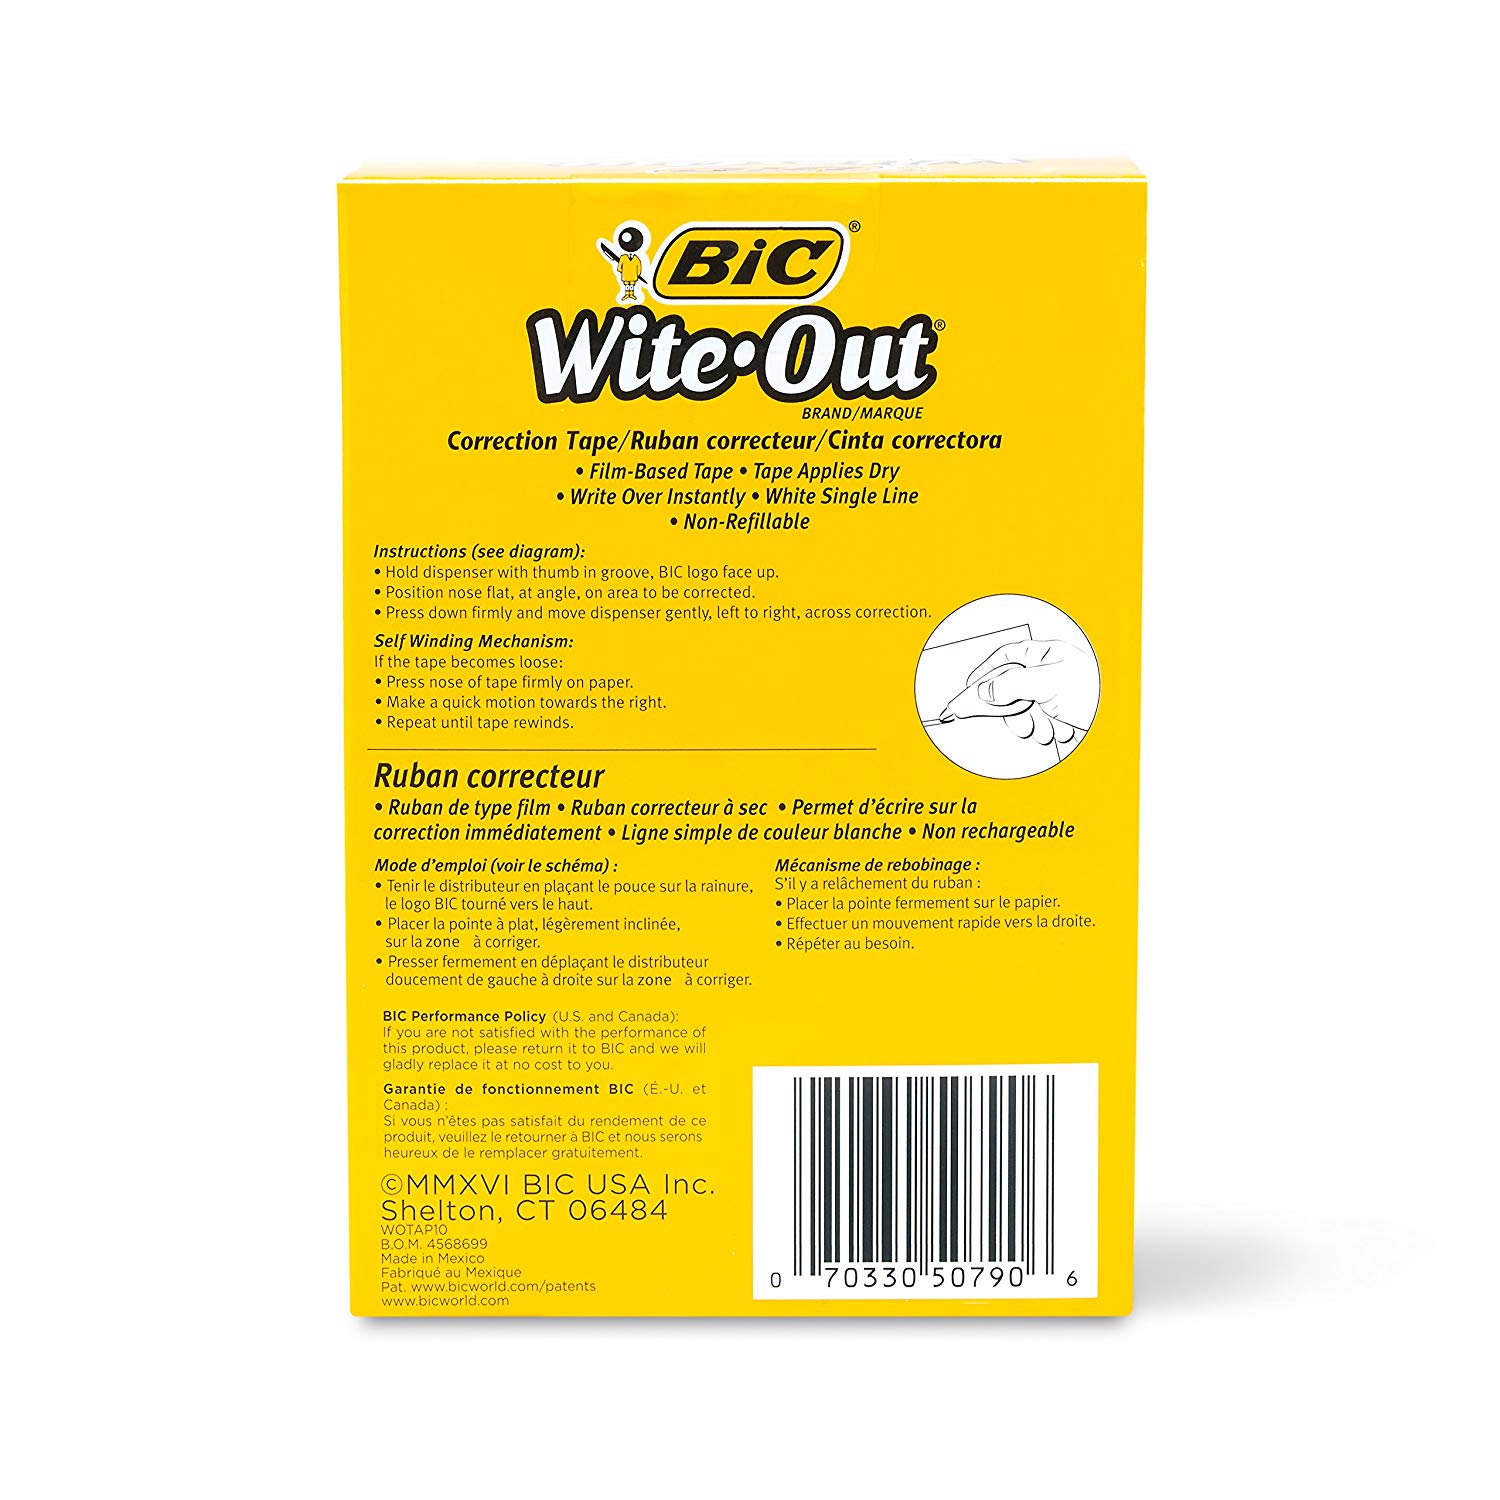 BiC®
Wite•Out®
BRAND/MARQUE
Correction Tape/Ruban correcteur/Cinta correctora
• Film-Based Tape • Tape Applies Dry
• Write Over Instantly • White Single Line
• Non-Refillable
Instructions (see diagram):
• Hold dispenser with thumb in groove, BIC logo face up.
• Position nose flat, at angle, on area to be corrected.
• Press down firmly and move dispenser gently, left to right, across correction.
Self Winding Mechanism:
If the tape becomes loose:
• Press nose of tape firmly on paper.
• Make a quick motion towards the right.
• Repeat until tape rewinds.
Ruban correcteur
• Ruban de type film • Ruban correcteur à sec • Permet d'écrire sur la
correction immédiatement • Ligne simple de couleur blanche • Non rechargeable
Mode d'emploi (voir le schéma) :
• Tenir le distributeur en plaçant le pouce sur la rainure,
le logo BIC tourné vers le haut.
• Placer la pointe à plat, légèrement inclinée,
sur la zone à corriger.
• Presser fermement en déplaçant le distributeur
doucement de gauche à droite sur la zone à corriger.
Mécanisme de rebobinage :
S'il y a relâchement du ruban :
• Placer la pointe fermement sur le papier.
• Effectuer un mouvement rapide vers la droite.
• Répéter au besoin.
BIC Performance Policy (U.S. and Canada):
If you are not satisfied with the performance of
this product, please return it to BIC and we will
gladly replace it at no cost to you.
Garantie de fonctionnement BIC (É.-U. et
Canada) :
Si vous n'êtes pas satisfait du rendement de ce
produit, veuillez le retourner à BIC et nous serons
heureux de le remplacer gratuitement.
©MMXVI BIC USA Inc.
Shelton, CT 06484
WOTAP10
B.O.M. 4568699
Made in Mexico
Fabriqué au Mexique
Pat. www.bicworld.com/patents
www.bicworld.com
0 70330 50790 6